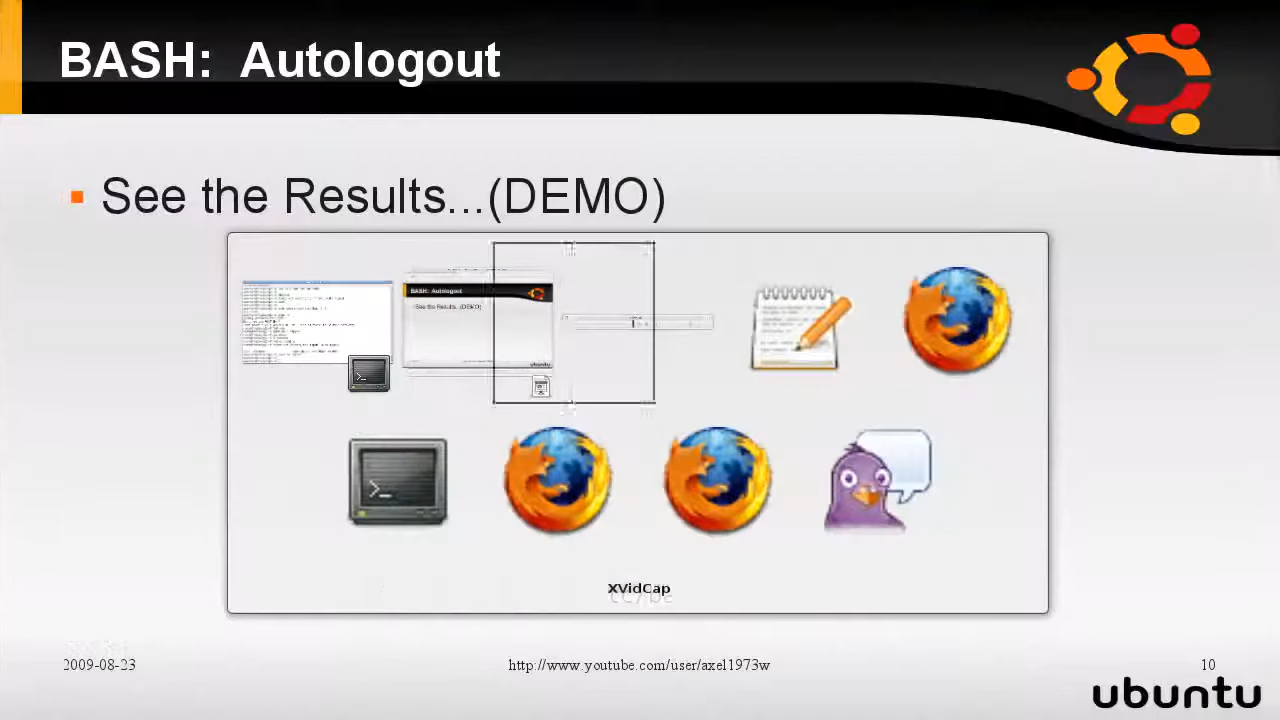 BASH: Autologout
See the Results...(DEMO)
BASH: Autologout
See the Results...(DEMO)
ubuntu
XVidCap
2009-08-23
http://www.youtube.com/user/axel1973w
10
ubuntu